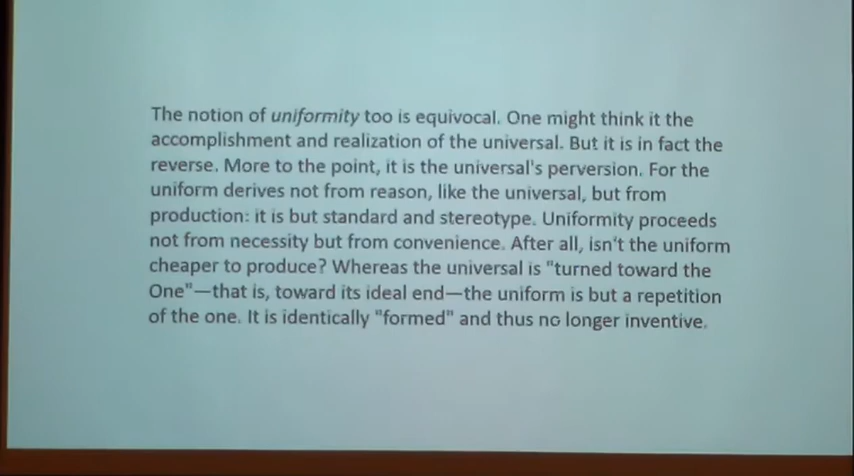 The notion of uniformity too is equivocal. One might think it the
accomplishment and realization of the universal. But it is in fact the
reverse. More to the point, it is the universal's perversion. For the
uniform derives not from reason, like the universal, but from
production: it is but standard and stereotype. Uniformity proceeds
not from necessity but from convenience. After all, isn't the uniform
cheaper to produce? Whereas the universal is "turned toward the
One"—that is, toward its ideal end—the uniform is but a repetition
of the one. It is identically "formed" and thus no longer inventive.